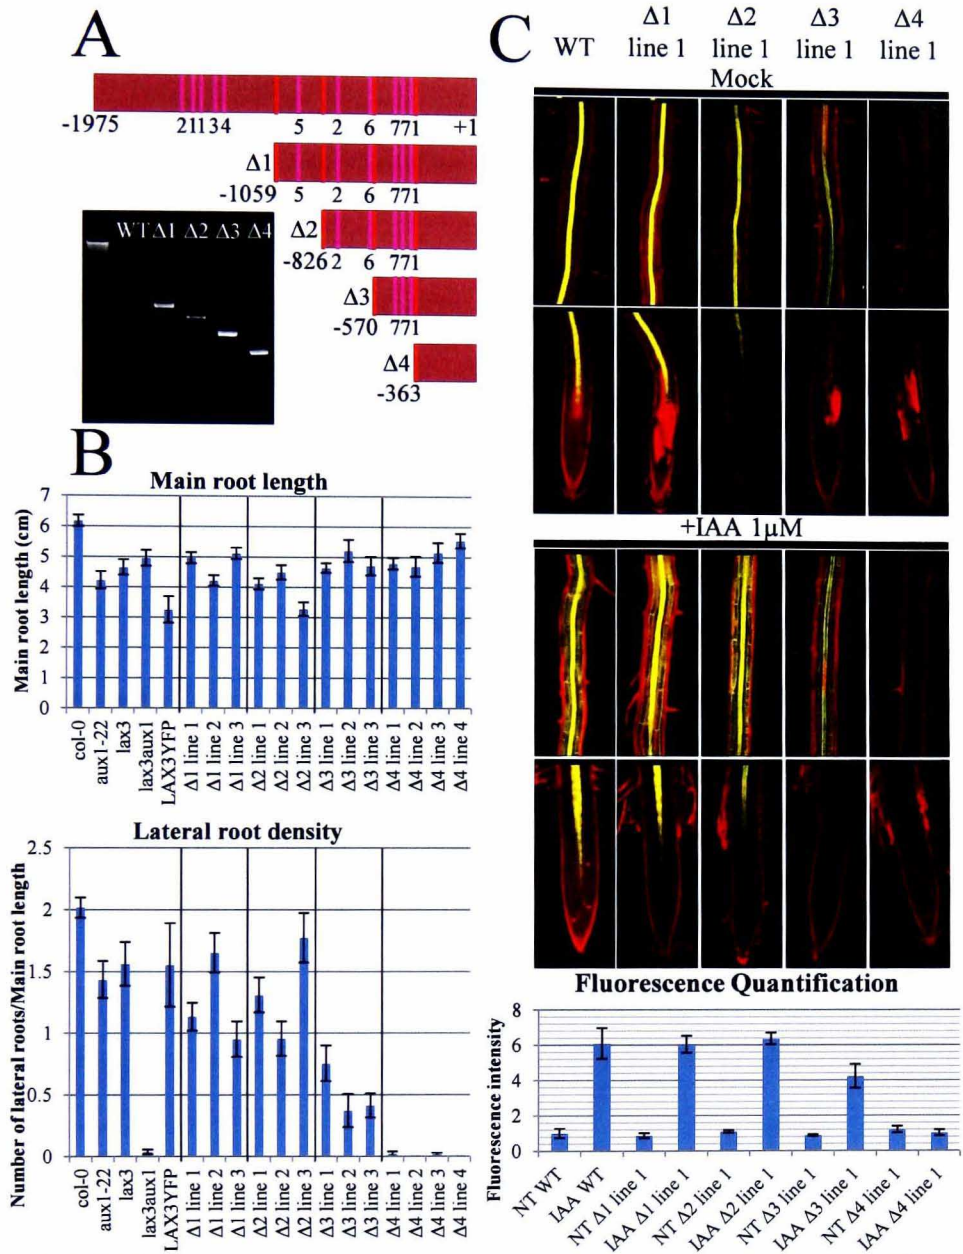 A
-1975 21134 5 2 6 771 +1
Δ1
-1059 5 2 6 771
WT Δ1 Δ2 Δ3 Δ4
Δ2
-826 2 6 771
Δ3
-570 771
Δ4
-363
B
Main root length
Main root length (cm)
7
6
5
4
3
2
1
0
col-0
aux1-22
lax3
lax3aux1
LAX3YFP
Δ1 line 1
Δ1 line 2
Δ1 line 3
Δ2 line 1
Δ2 line 2
Δ2 line 3
Δ3 line 1
Δ3 line 2
Δ3 line 3
Δ4 line 1
Δ4 line 2
Δ4 line 3
Δ4 line 4
Lateral root density
Number of lateral roots/Main root length
2.5
2
1.5
1
0.5
0
col-0
aux1-22
lax3
lax3aux1
LAX3YFP
Δ1 line 1
Δ1 line 2
Δ1 line 3
Δ2 line 1
Δ2 line 2
Δ2 line 3
Δ3 line 1
Δ3 line 2
Δ3 line 3
Δ4 line 1
Δ4 line 2
Δ4 line 3
Δ4 line 4
C
WT
Δ1
line 1
Δ2
line 1
Δ3
line 1
Δ4
line 1
Mock
+IAA 1µM
Fluorescence Quantification
Fluorescence intensity
8
6
4
2
0
NT WT
IAA WT
NT Δ1 line 1
IAA Δ1 line 1
NT Δ2 line 1
IAA Δ2 line 1
NT Δ3 line 1
IAA Δ3 line 1
NT Δ4 line 1
IAA Δ4 line 1